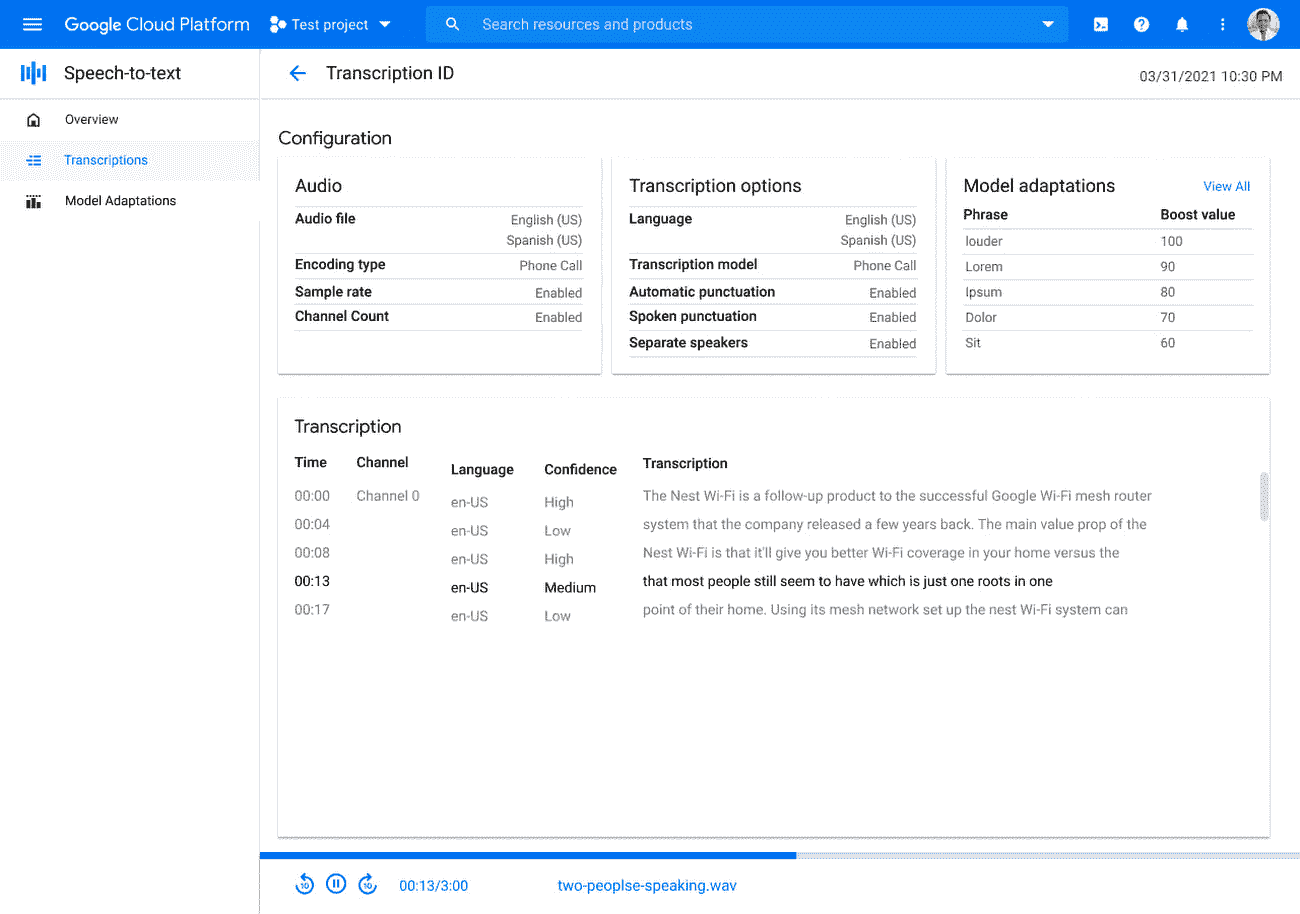 Google Cloud Platform
Test project
Search resources and products
Speech-to-text
Transcription ID
03/31/2021 10:30 PM
Overview
Transcriptions
Model Adaptations
Configuration
Audio
Audio file English (US)
Spanish (US)
Encoding type Phone Call
Sample rate Enabled
Channel Count Enabled
Transcription options
Language English (US)
Spanish (US)
Transcription model Phone Call
Automatic punctuation Enabled
Spoken punctuation Enabled
Separate speakers Enabled
Model adaptations View All
Phrase Boost value
louder 100
Lorem 90
Ipsum 80
Dolor 70
Sit 60
Transcription
Time Channel Language Confidence Transcription
00:00 Channel 0 en-US High The Nest Wi-Fi is a follow-up product to the successful Google Wi-Fi mesh router
00:04 en-US Low system that the company released a few years back. The main value prop of the
00:08 en-US High Nest Wi-Fi is that it'll give you better Wi-Fi coverage in your home versus the
00:13 en-US Medium that most people still seem to have which is just one roots in one
00:17 en-US Low point of their home. Using its mesh network set up the nest Wi-Fi system can
10 10 00:13/3:00 two-peoplse-speaking.wav